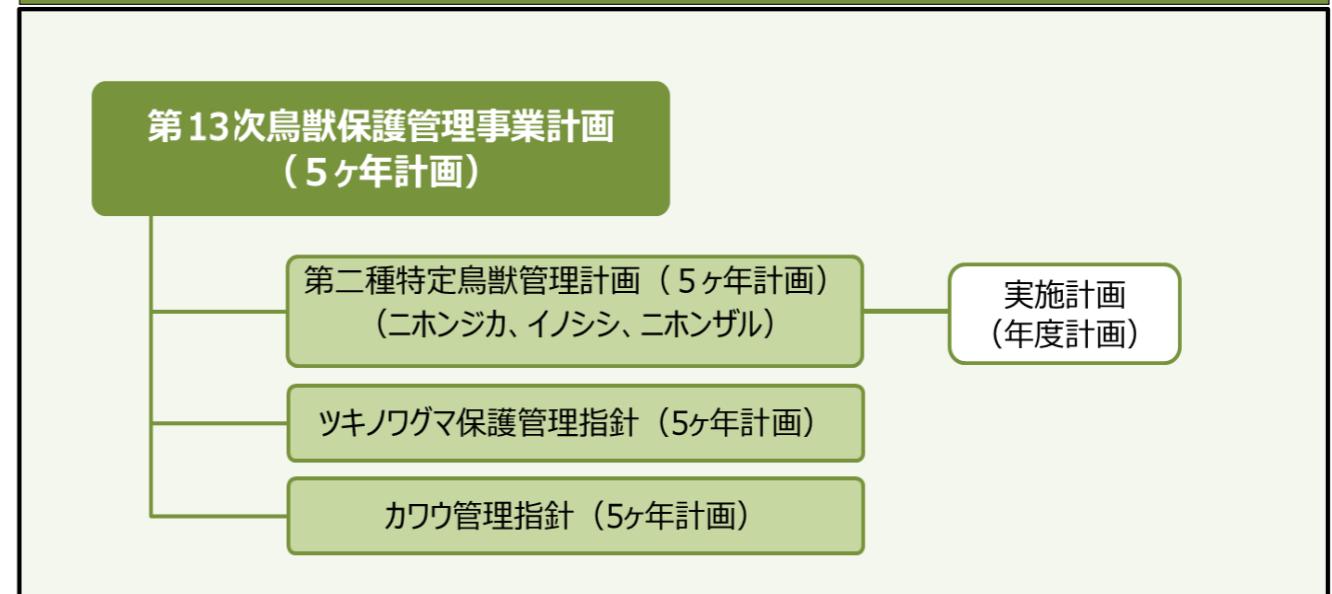 第13次鳥獣保護管理事業計画
（５ヶ年計画）
第二種特定鳥獣管理計画（５ヶ年計画）
（ニホンジカ、イノシシ、ニホンザル）
実施計画
（年度計画）
ツキノワグマ保護管理指針（5ヶ年計画）
カワウ管理指針（5ヶ年計画）